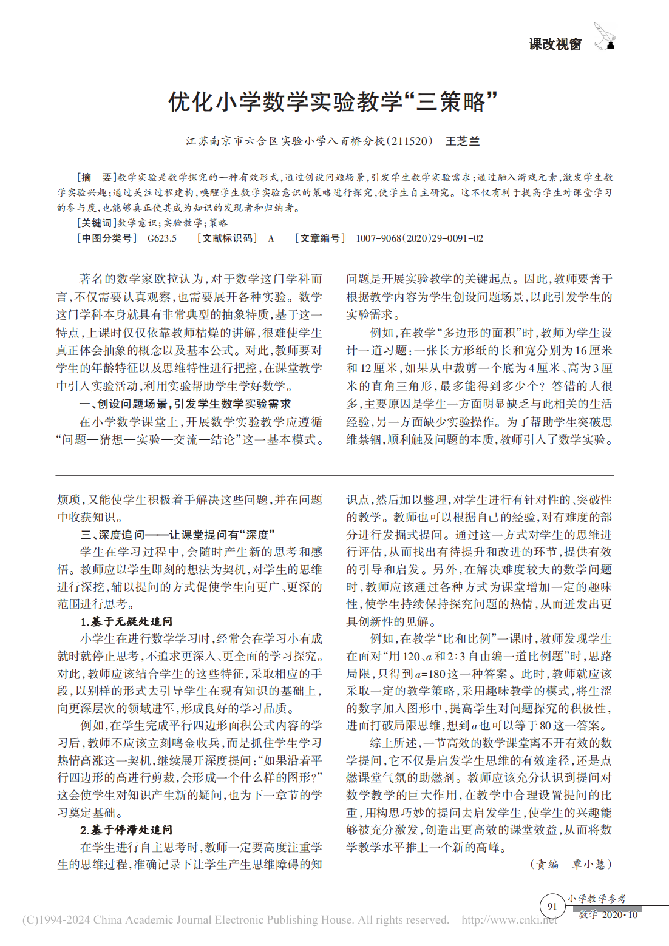 课改视窗
优化小学数学实验教学“三策略”
江苏南京市六合区实验小学八百桥分校(211520) 王芝兰
[摘 要]数学实验是数学探究的一种有效形式,通过创设问题场景,引发学生数学实验需求;通过融入游戏元素,激发学生数
学实验兴趣;通过关注过程建构,唤醒学生数学实验意识的策略进行探究,使学生自主研究。这不仅有利于提高学生对课堂学习
的参与度,也能够真正使其成为知识的发现者和归纳者。
[关键词]数学意识;实验教学;策略
[中图分类号] G623.5 [文献标识码] A [文章编号] 1007-9068(2020)29-0091-02
著名的数学家欧拉认为,对于数学这门学科而
言,不仅需要认真观察,也需要展开各种实验。数学
这门学科本身就具有非常典型的抽象特质,基于这一
特点,上课时仅仅依靠教师枯燥的讲解,很难使学生
真正体会抽象的概念以及基本公式。对此,教师要对
学生的年龄特征以及思维特性进行把握,在课堂教学
中引入实验活动,利用实验帮助学生学好数学。
一、创设问题场景,引发学生数学实验需求
在小学数学课堂上,开展数学实验教学应遵循
“问题—猜想—实验—交流—结论”这一基本模式。
问题是开展实验教学的关键起点。因此,教师要善于
根据教学内容为学生创设问题场景,以此引发学生的
实验需求。
例如,在教学“多边形的面积”时,教师为学生设
计一道习题:一张长方形纸的长和宽分别为16厘米
和12厘米,如果从中裁剪一个底为4厘米、高为3厘
米的直角三角形,最多能得到多少个？答错的人很
多,主要原因是学生一方面明显缺乏与此相关的生活
经验,另一方面缺少实验操作。为了帮助学生突破思
维禁锢,顺利触及问题的本质,教师引入了数学实验。
烦琐,又能使学生积极着手解决这些问题,并在问题
中收获知识。
三、深度追问——让课堂提问有“深度”
学生在学习过程中,会随时产生新的思考和感
悟。教师应以学生即刻的想法为契机,对学生的思维
进行深挖,辅以提问的方式促使学生向更广、更深的
范围进行思考。
1.基于无疑处追问
小学生在进行数学学习时,经常会在学习小有成
就时就停止思考,不追求更深入、更全面的学习探究。
对此,教师应该结合学生的这些特征,采取相应的手
段,以别样的形式去引导学生在现有知识的基础上,
向更深层次的领域进军,形成良好的学习品质。
例如,在学生完成平行四边形面积公式内容的学
习后,教师不应该立刻鸣金收兵,而是抓住学生学习
热情高涨这一契机,继续展开深度提问:“如果沿着平
行四边形的高进行剪裁,会形成一个什么样的图形?”
这会使学生对知识产生新的疑问,也为下一章节的学
习奠定基础。
2.基于停滞处追问
在学生进行自主思考时,教师一定要高度注重学
生的思维过程,准确记录下让学生产生思维障碍的知
识点,然后加以整理,对学生进行有针对性的、突破性
的教学。教师也可以根据自己的经验,对有难度的部
分进行发掘式提问。通过这一方式对学生的思维进
行评估,从而找出有待提升和改进的环节,提供有效
的引导和启发。另外,在解决难度较大的数学问题
时,教师应该通过各种方式为课堂增加一定的趣味
性,使学生持续保持探究问题的热情,从而迸发出更
具创新性的见解。
例如,在教学“比和比例”一课时,教师发现学生
在面对“用120、a和2:3自由编一道比例题”时,思路
局限,只得到a=180这一种答案。此时,教师就应该
采取一定的教学策略,采用趣味教学的模式,将生涩
的数字加入图形中,提高学生对问题探究的积极性,
进而打破局限思维,想到a也可以等于80这一答案。
综上所述,一节高效的数学课堂离不开有效的数
学提问,它不仅是启发学生思维的有效途径,还是点
燃课堂气氛的助燃剂。教师应该充分认识到提问对
数学教学的巨大作用,在教学中合理设置提问的比
重,用构思巧妙的提问去启发学生,使学生的兴趣能
够被充分激发,创造出更高效的课堂效益,从而将数
学教学水平推上一个新的高峰。
(责编 覃小慧)
91
小学教学参考
数学 2020·10
(C)1994-2024 China Academic Journal Electronic Publishing House. All rights reserved. http://www.cnki.net